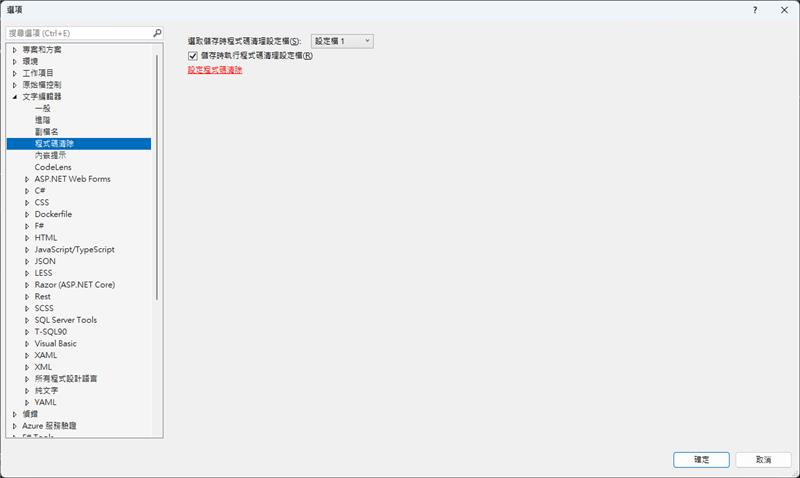 選項
搜尋選項 (Ctrl+E)
專案和方案
環境
工作項目
原始檔控制
文字編輯器
一般
進階
副檔名
程式碼清除
內嵌提示
CodeLens
ASP.NET Web Forms
C#
CSS
Dockerfile
F#
HTML
JavaScript/TypeScript
JSON
LESS
Razor (ASP.NET Core)
Rest
SCSS
SQL Server Tools
T-SQL90
Visual Basic
XAML
XML
所有程式設計語言
純文字
YAML
偵錯
Azure 服務驗證
F# Tools
選取儲存時程式碼清理設定檔(S): 設定檔 1
儲存時執行程式碼清理設定檔(R)
設定程式碼清除
確定 取消